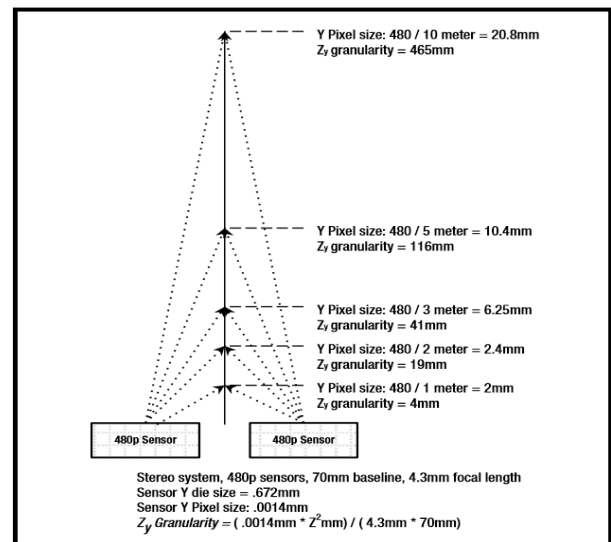 Y Pixel size: 480 / 10 meter = 20.8mm
Zy granularity = 465mm
Y Pixel size: 480 / 5 meter = 10.4mm
Zy granularity = 116mm
Y Pixel size: 480 / 3 meter = 6.25mm
Zy granularity = 41mm
Y Pixel size: 480 / 2 meter = 2.4mm
Zy granularity = 19mm
Y Pixel size: 480 / 1 meter = 2mm
Zy granularity = 4mm
480p Sensor
480p Sensor
Stereo system, 480p sensors, 70mm baseline, 4.3mm focal length
Sensor Y die size = .672mm
Sensor Y Pixel size: .0014mm
Zy Granularity = ( .0014mm * Z²mm) / ( 4.3mm * 70mm)